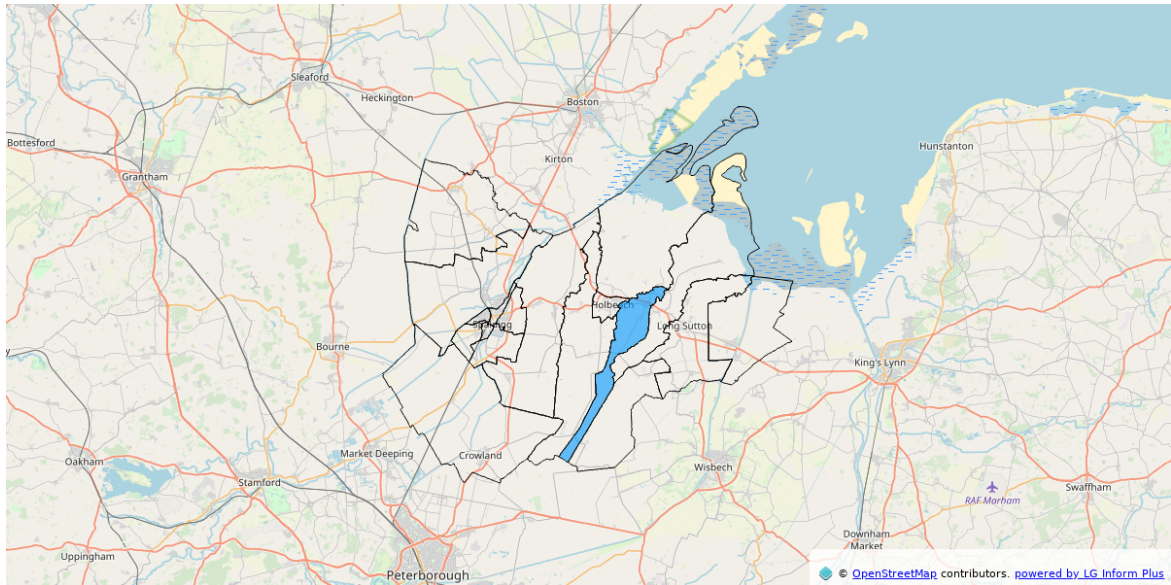 Sleaford
Heckington
Boston
Bottesford
Kirton
Hunstanton
Grantham
Holbeach
Spalding
Long Sutton
Bourne
King's Lynn
Oakham
Market Deeping
Crowland
Wisbech
Stamford
Swaffham
RAF Marham
Uppingham
Downham
Market
Peterborough
© OpenStreetMap contributors. powered by LG Inform Plus